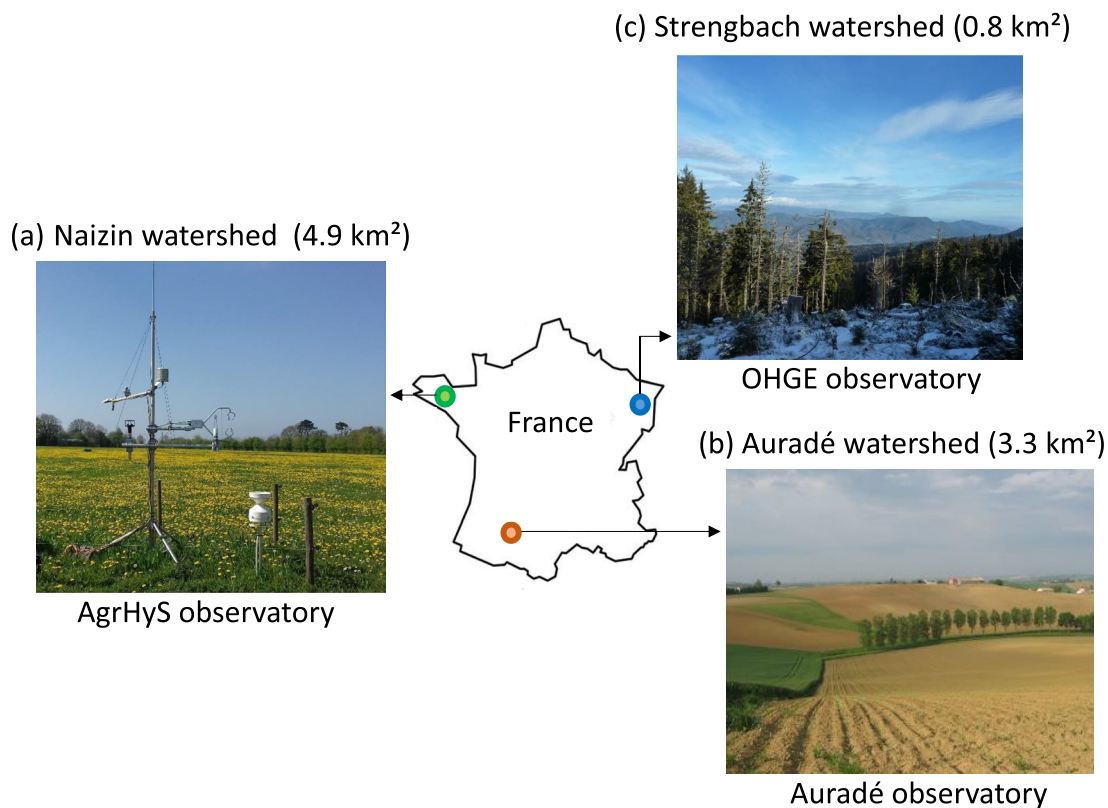 (c) Strengbach watershed (0.8 km²)
(a) Naizin watershed  (4.9 km²)
OHGE observatory
France
(b) Auradé watershed (3.3 km²)
AgrHyS observatory
Auradé observatory